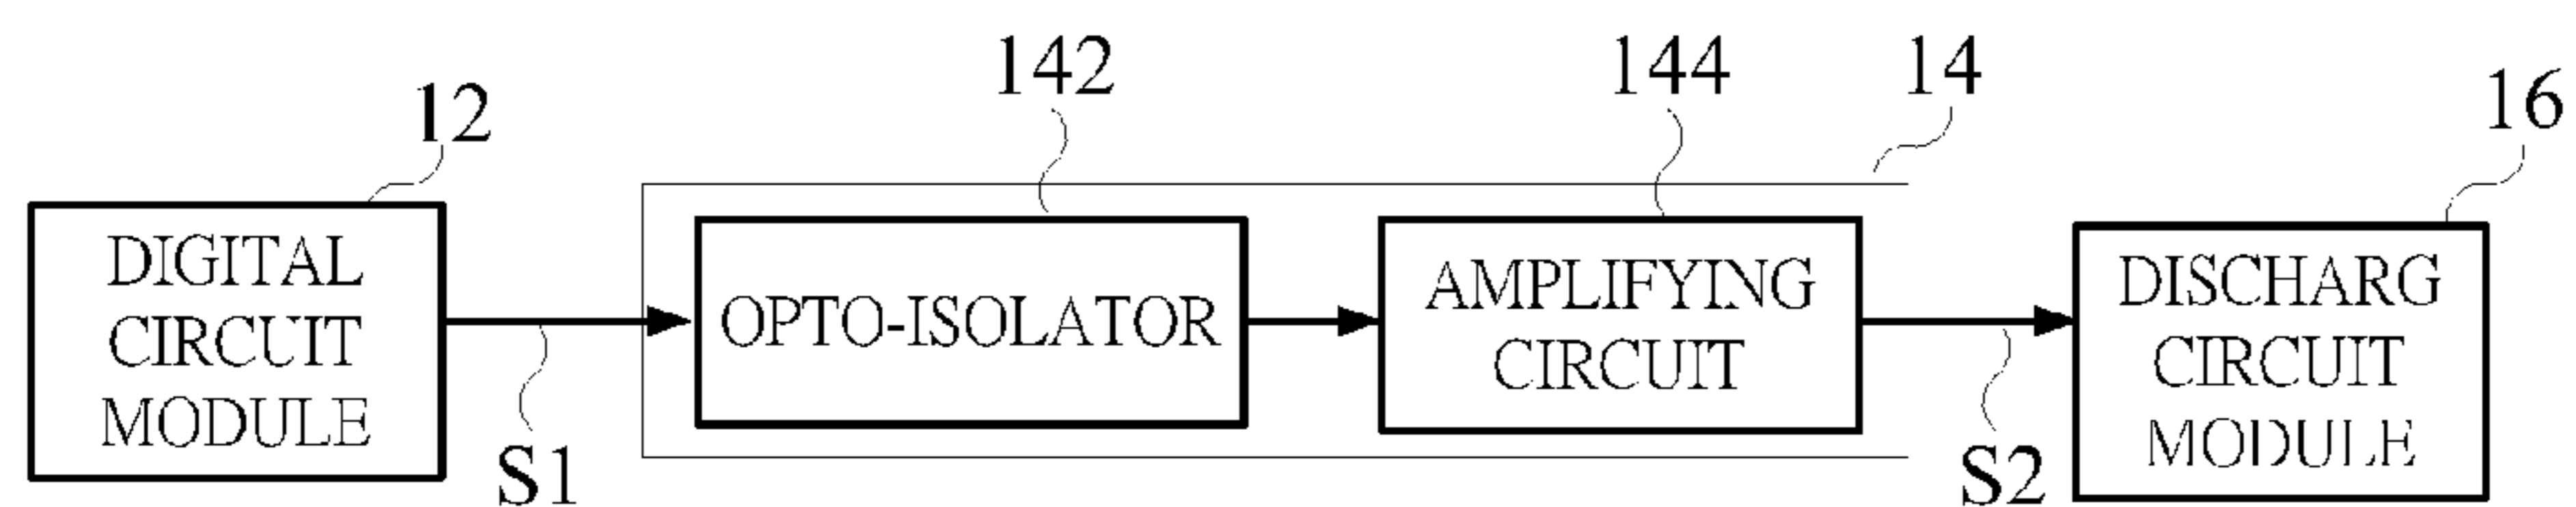 12
142
144
14
16
DIGITAL
CIRCUIT
MODULE
S1
OPTO-ISOLATOR
AMPLIFYING
CIRCUIT
S2
DISCHARG
CIRCUIT
MODULE